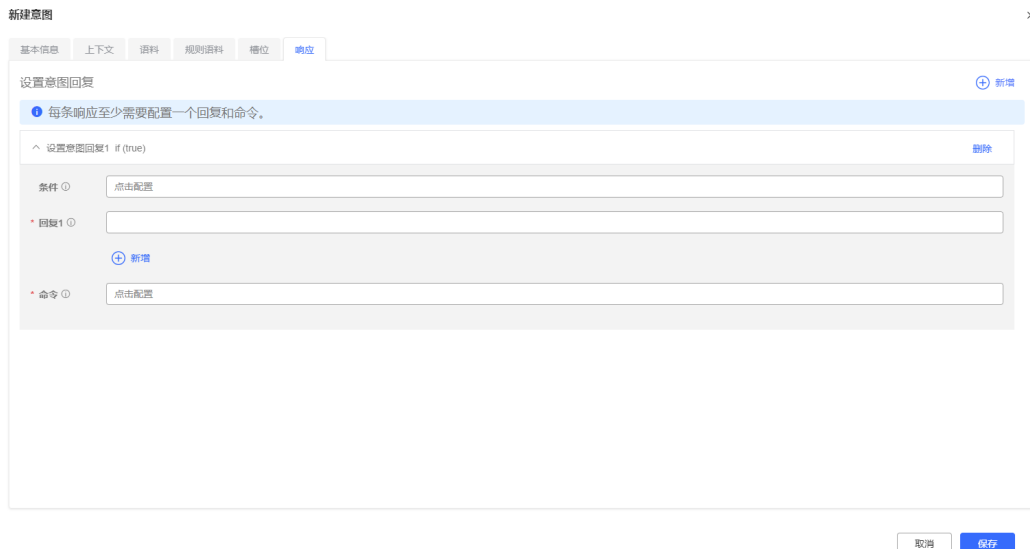 新建意图
基本信息 上下文 语料 规则语料 槽位 响应
设置意图回复 新增
每条响应至少需要配置一个回复和命令。
设置意图回复1 if (true) 删除
条件 点击配置
* 回复1
新增
* 命令 点击配置
取消 保存